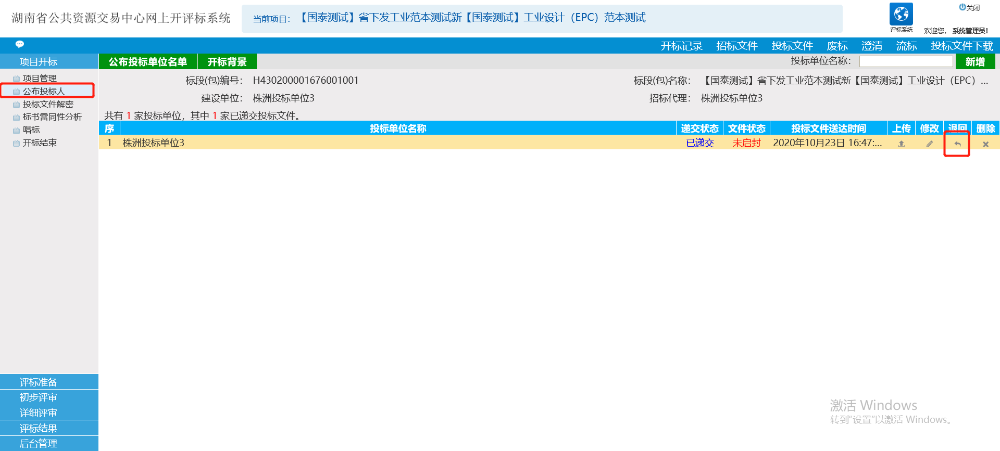 湖南省公共资源交易中心网上开评标系统
当前项目： 【国泰测试】省下发工业范本测试新【国泰测试】工业设计（EPC）范本测试
评标系统
关闭
欢迎您， 系统管理员！
开标记录 招标文件 投标文件 废标 澄清 流标 投标文件下载
项目开标
项目管理
公布投标人
投标文件解密
标书雷同性分析
唱标
开标结束
评标准备
初步评审
详细评审
评标结果
后台管理
公布投标单位名单 开标背景
投标单位名称： 新增
标段(包)编号： H430200001676001001
标段(包)名称： 【国泰测试】省下发工业范本测试新【国泰测试】工业设计（EPC）...
建设单位： 株洲投标单位3
招标代理： 株洲投标单位3
共有 1 家投标单位，其中 1 家已递交投标文件。
序 投标单位名称 递交状态 文件状态 投标文件送达时间 上传 修改 退回 删除
1 株洲投标单位3 已递交 未启封 2020年10月23日 16:47:...
激活 Windows
转到“设置”以激活 Windows。